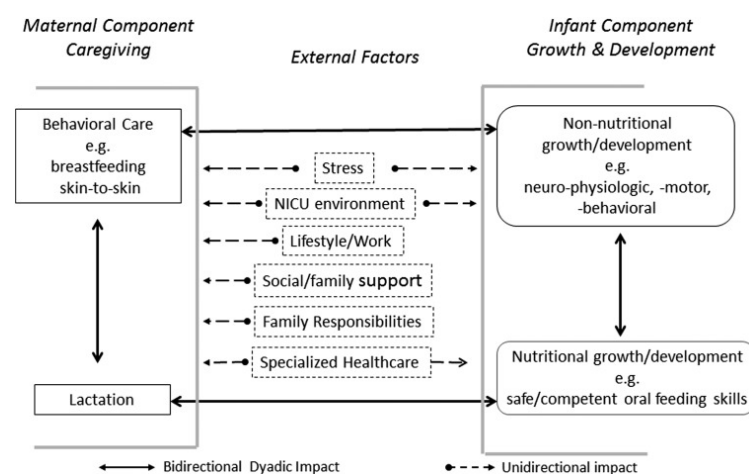 Maternal Component
Caregiving
External Factors
Infant Component
Growth & Development
Behavioral Care
e.g.
breastfeeding
skin-to-skin
Non-nutritional
growth/development
e.g.
neuro-physiologic, -motor,
-behavioral
Stress
NICU environment
Lifestyle/Work
Social/family support
Family Responsibilities
Specialized Healthcare
Lactation
Nutritional growth/development
e.g.
safe/competent oral feeding skills
Bidirectional Dyadic Impact
Unidirectional impact